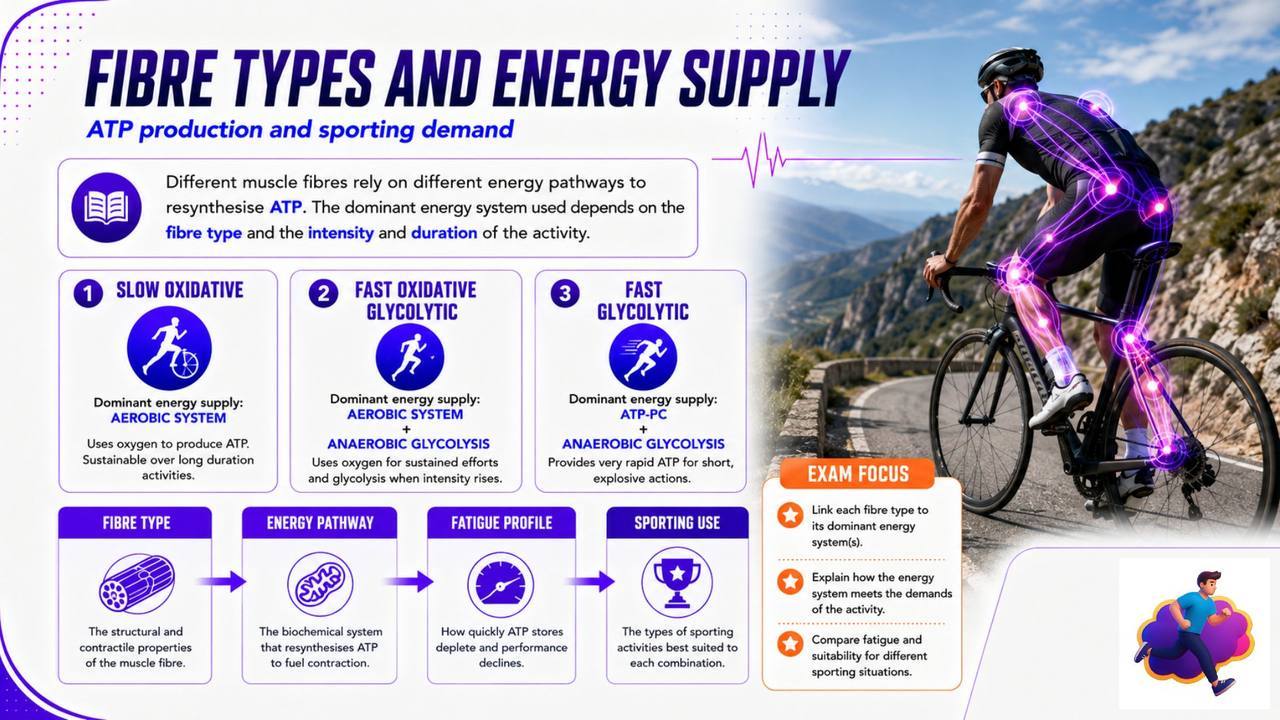 FIBRE TYPES AND ENERGY SUPPLY
ATP production and sporting demand
Different muscle fibres rely on different energy pathways to
resynthesise ATP. The dominant energy system used depends on the
fibre type and the intensity and duration of the activity.
1 SLOW OXIDATIVE
Dominant energy supply:
AEROBIC SYSTEM
Uses oxygen to produce ATP.
Sustainable over long duration
activities.
2 FAST OXIDATIVE
GLYCOLYTIC
Dominant energy supply:
AEROBIC SYSTEM
+
ANAEROBIC GLYCOLYSIS
Uses oxygen for sustained efforts
and glycolysis when intensity rises.
3 FAST
GLYCOLYTIC
Dominant energy supply:
ATP-PC
+
ANAEROBIC GLYCOLYSIS
Provides very rapid ATP for short,
explosive actions.
FIBRE TYPE
The structural and
contractile properties
of the muscle fibre.
ENERGY PATHWAY
The biochemical system
that resynthesises ATP
to fuel contraction.
FATIGUE PROFILE
How quickly ATP stores
deplete and performance
declines.
SPORTING USE
The types of sporting
activities best suited to
each combination.
EXAM FOCUS
Link each fibre type to
its dominant energy
system(s).
Explain how the energy
system meets the demands
of the activity.
Compare fatigue and
suitability for different
sporting situations.